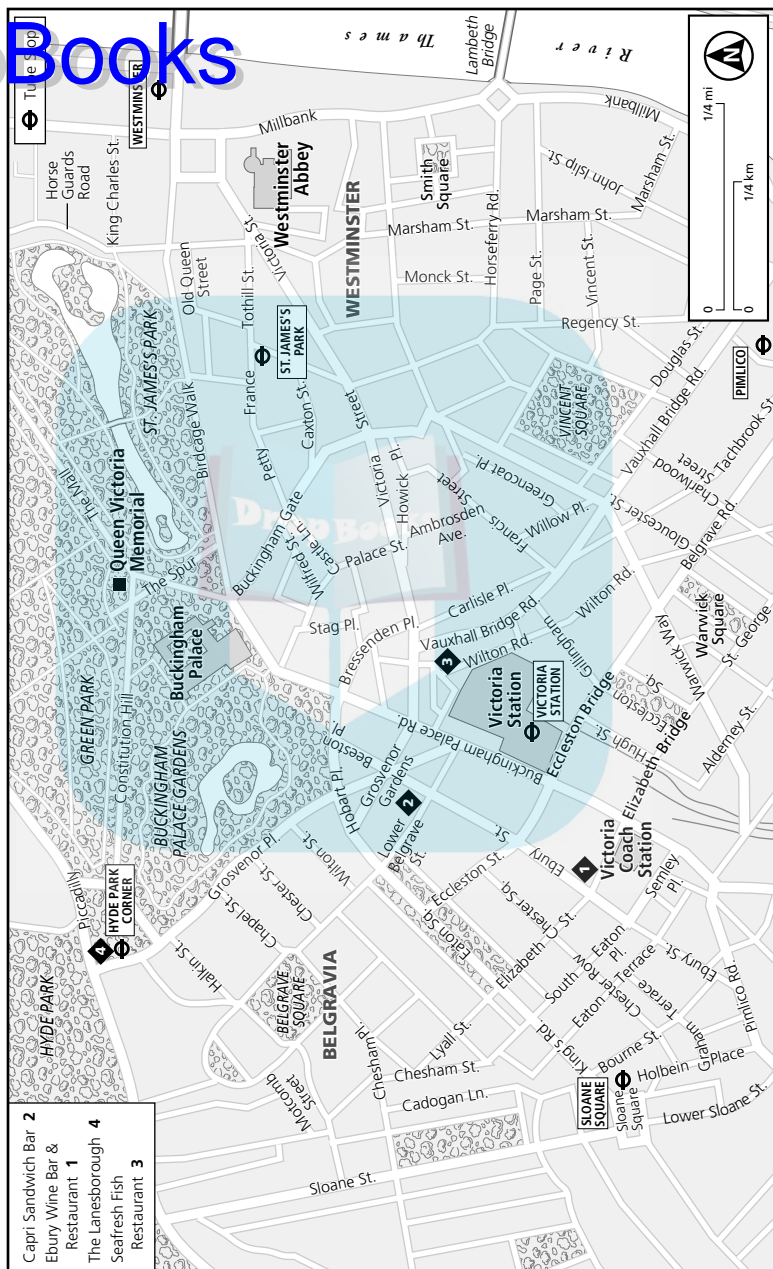 Books
Tube Stop
WESTMINSTER
Horse
Guards
Road
King Charles St.
River Thames
Lambeth
Bridge
Millbank
Millbank
Westminster
Abbey
WESTMINSTER
Smith
Square
Marsham St.
Marsham St.
Marsham St.
John Islip St.
Horseferry Rd.
Page St.
Vincent St.
Monck St.
Regency St.
Old Queen
Street
Tothill St.
Victoria St.
ST. JAMES'S
PARK
ST. JAMES'S PARK
Birdcage Walk
The Mall
Queen Victoria
Memorial
The Spur
Petty
France
Caxton St.
Buckingham Gate
Castle Ln.
Wilfred St.
Palace St.
Victoria
Street
Howick Pl.
Ambrosden
Ave.
Francis
Street
Greencoat Pl.
Willow Pl.
VINCENT
SQUARE
Douglas St.
Vauxhall Bridge Rd.
Charlwood
Street
Tachbrook St.
PIMLICO
Gloucester St.
Belgrave Rd.
Drop Books
Stag Pl.
Bressenden Pl.
Carlisle Pl.
Vauxhall Bridge Rd.
Wilton Rd.
Wilton Rd.
Gillingham
Warwick
Square
Warwick Way
St. George
Eccleston
Sq.
Hugh St.
Alderney St.
Eccleston Bridge
Elizabeth Bridge
3
Victoria
Station
VICTORIA
STATION
Buckingham Palace Rd.
Buckingham
Palace
GREEN PARK
Constitution Hill
BUCKINGHAM
PALACE GARDENS
Beeston
Pl.
Hobart Pl.
Grosvenor
Gardens
2
Lower
Belgrave
St.
Ebury
St.
1
Victoria
Coach
Station
Semley
Pl.
Piccadilly
4
HYDE PARK
CORNER
HYDE PARK
Grosvenor Pl.
Halkin St.
Chapel St.
Chester St.
Wilton St.
BELGRAVE
SQUARE
BELGRAVIA
Eccleston St.
Eaton Sq.
Chester Sq.
Elizabeth St.
South Eaton
Pl.
Chester Row
Eaton Terrace
Ebury St.
Graham
Terrace
Pimlico Rd.
King's Rd.
Bourne St.
Holbein Place
SLOANE
SQUARE
Sloane
Square
Lower Sloane St.
Lyall St.
Chesham Pl.
Chesham St.
Cadogan Ln.
Motcomb
Street
Sloane St.
Capri Sandwich Bar 2
Ebury Wine Bar &
Restaurant 1
The Lanesborough 4
Seafresh Fish
Restaurant 3
N
0
1/4 mi
0
1/4 km